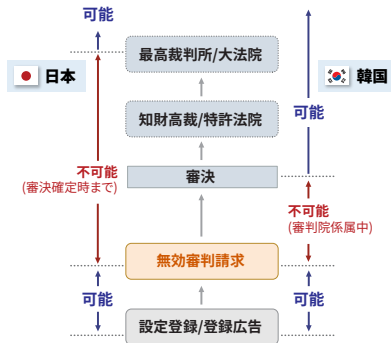 可能
可能
最高裁判所/大法院
日本
韓国
知財高裁/特許法院
不可能
(審決確定時まで)
審決
不可能
(審判院係属中)
無効審判請求
可能
可能
設定登録/登録広告